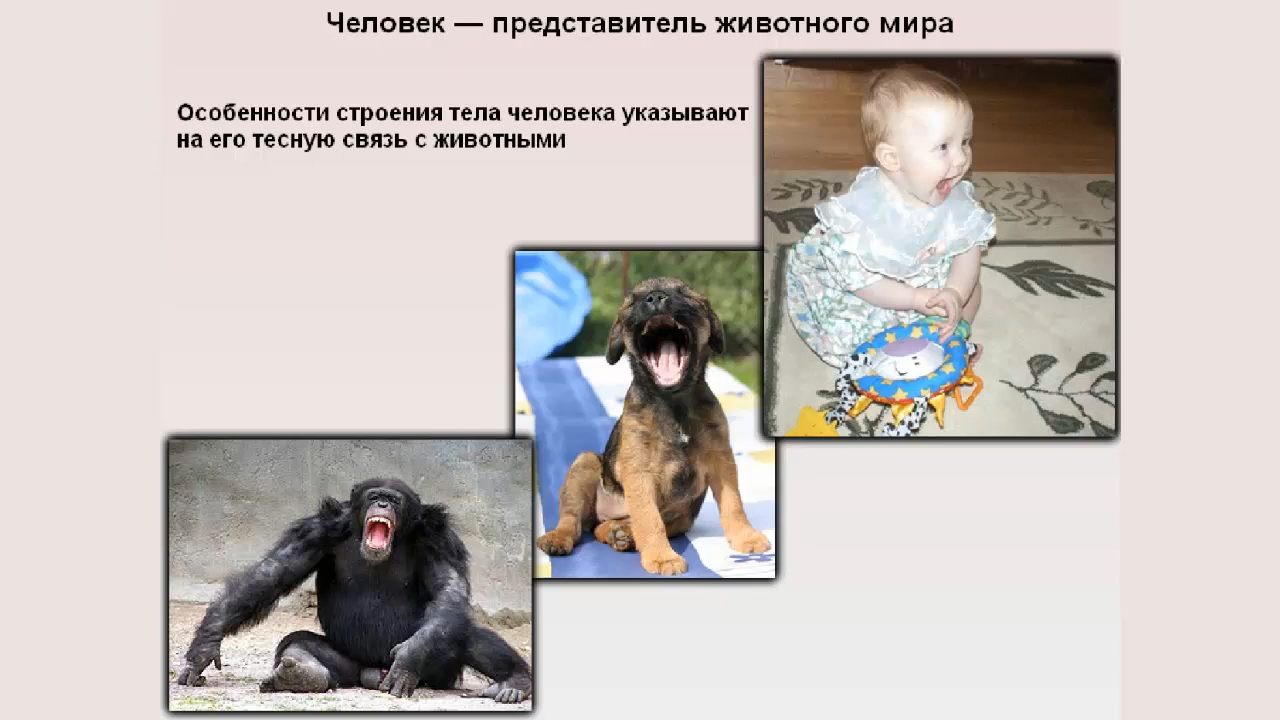 Человек — представитель животного мира
Особенности строения тела человека указывают
на его тесную связь с животными